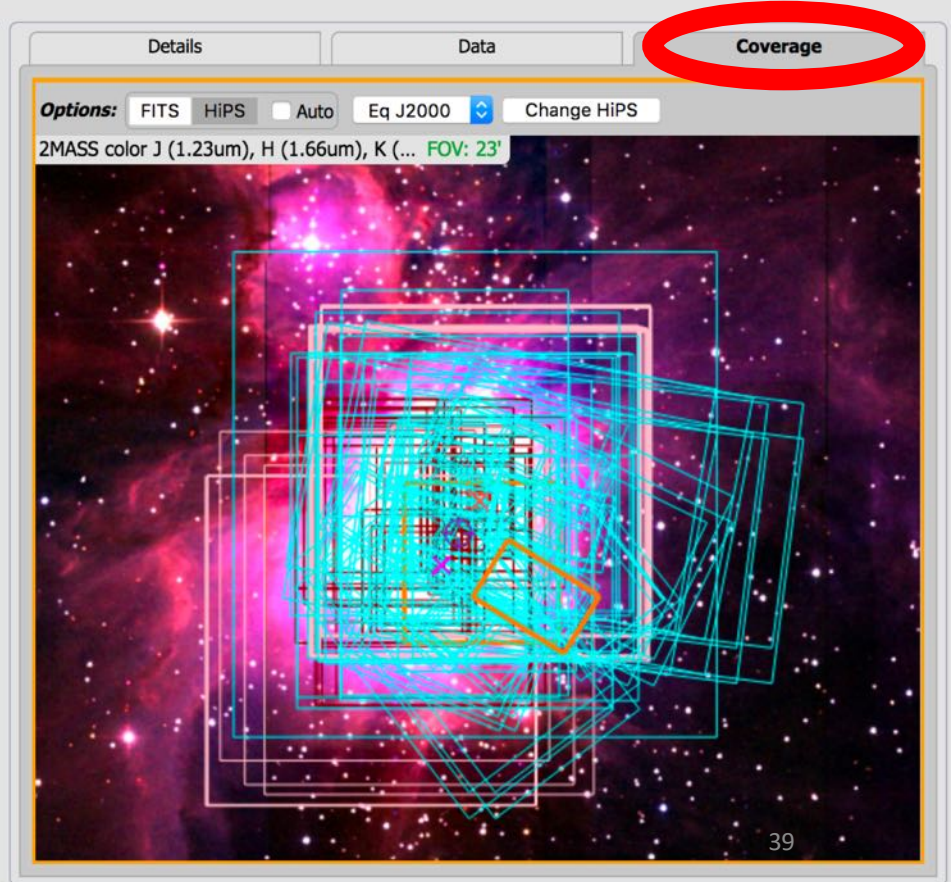 Details Data Coverage
Options: FITS HiPS Auto Eq J2000 Change HiPS
2MASS color J (1.23um), H (1.66um), K (... FOV: 23'
39